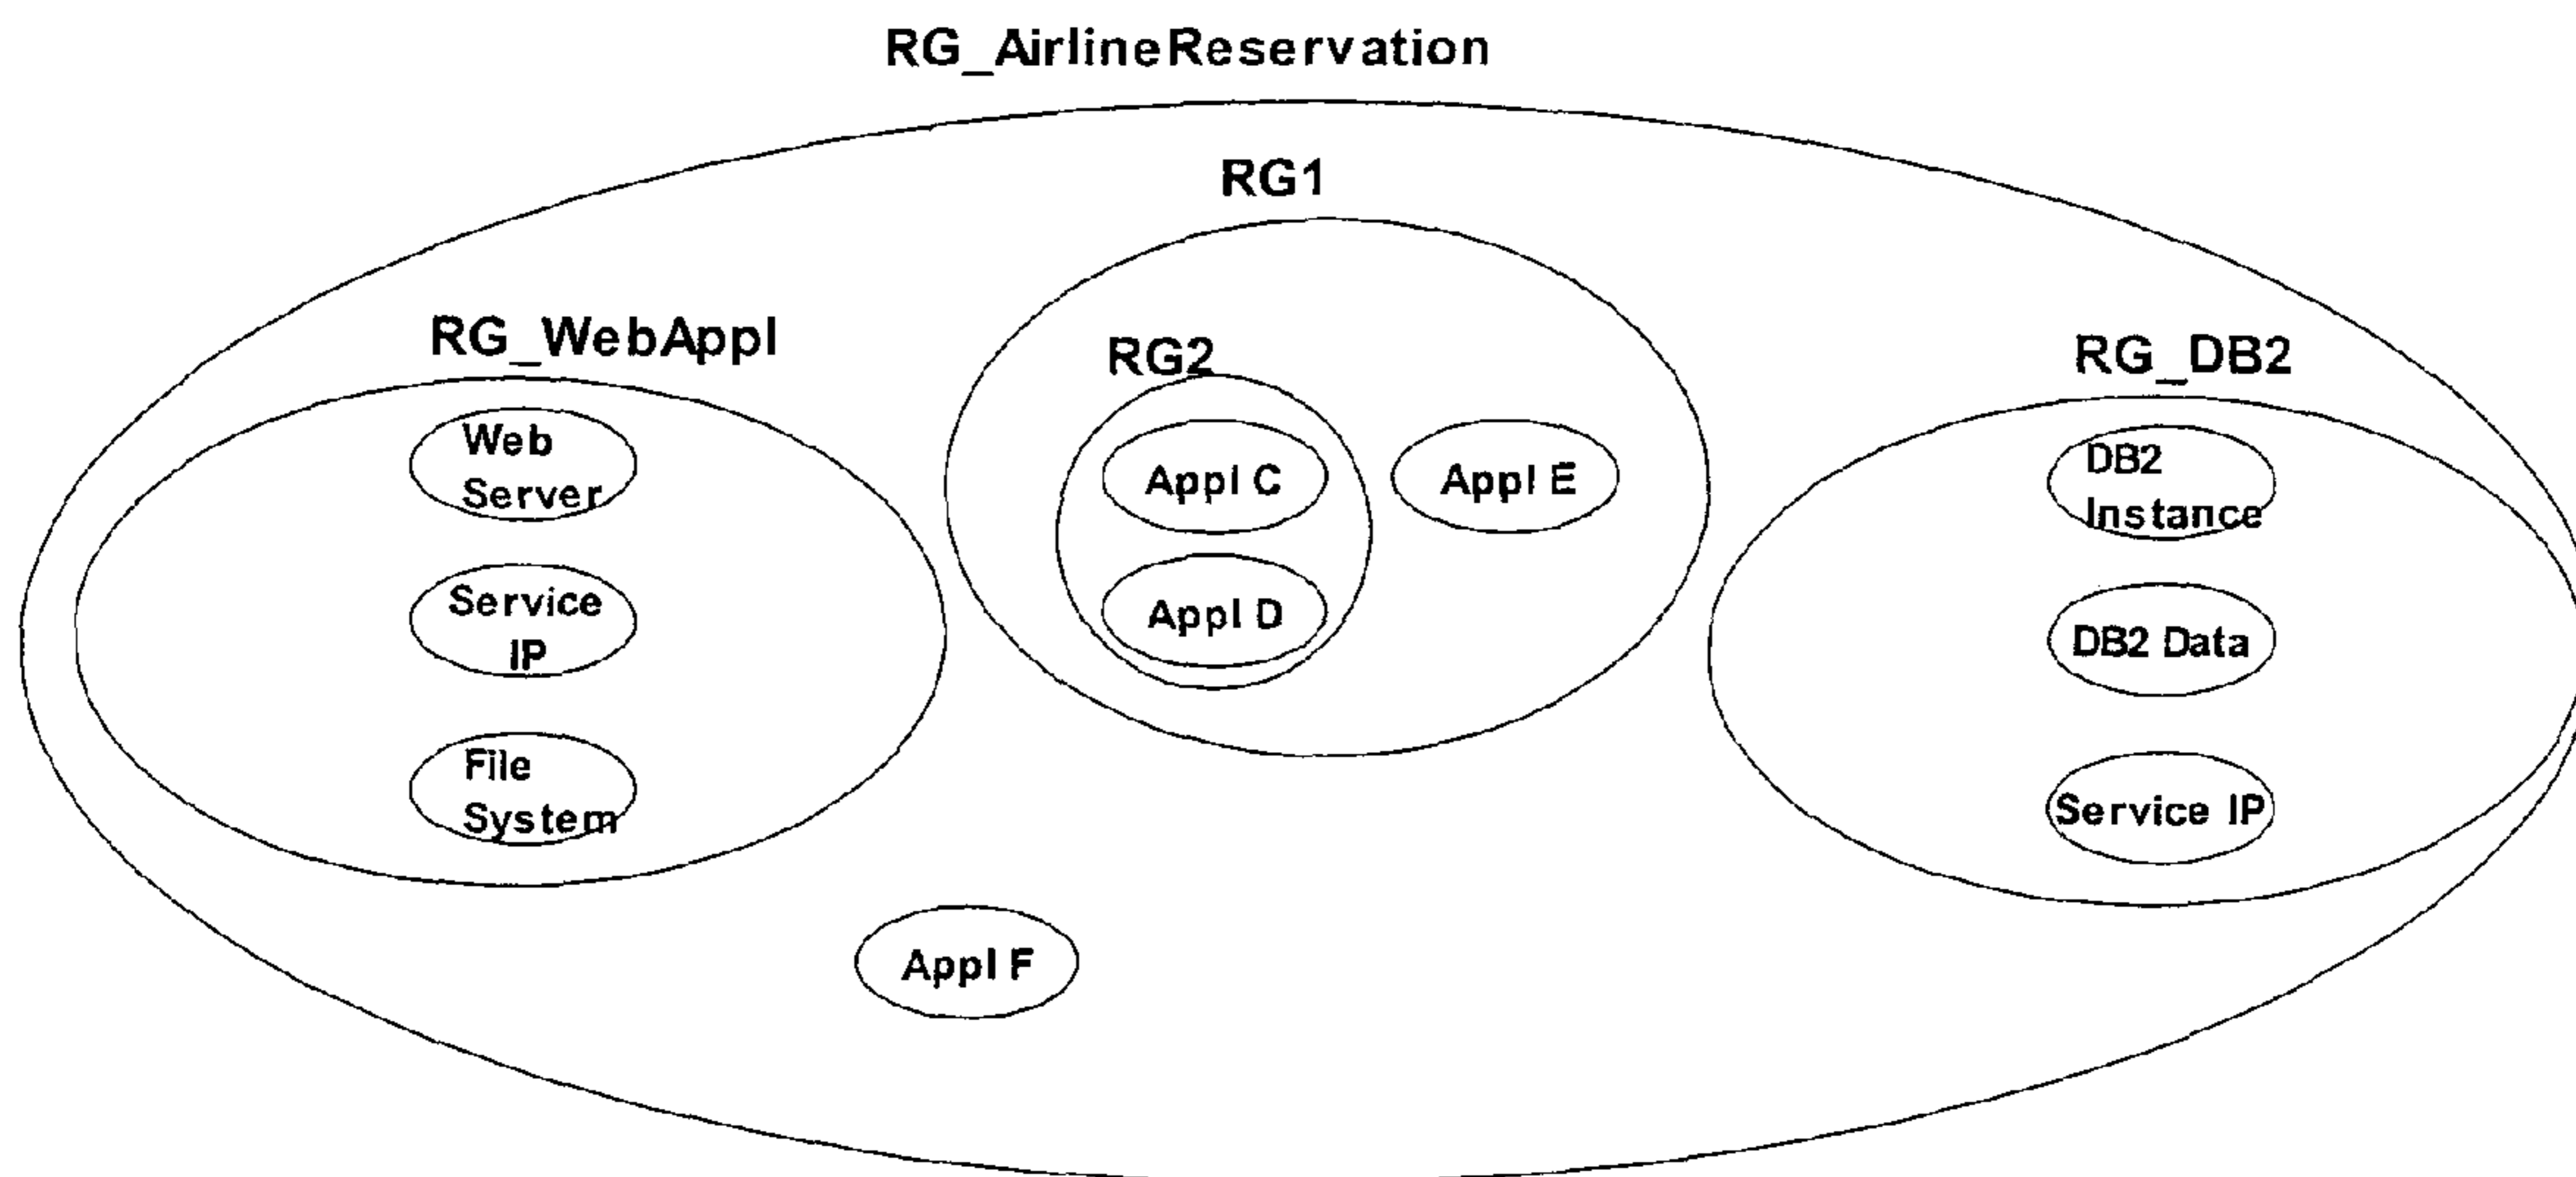 RG_AirlineReservation
RG1
RG_WebAppl
RG2
RG_DB2
Web
Server
Service
IP
File
System
Appl C
Appl D
Appl E
DB2
Instance
DB2 Data
Service IP
Appl F